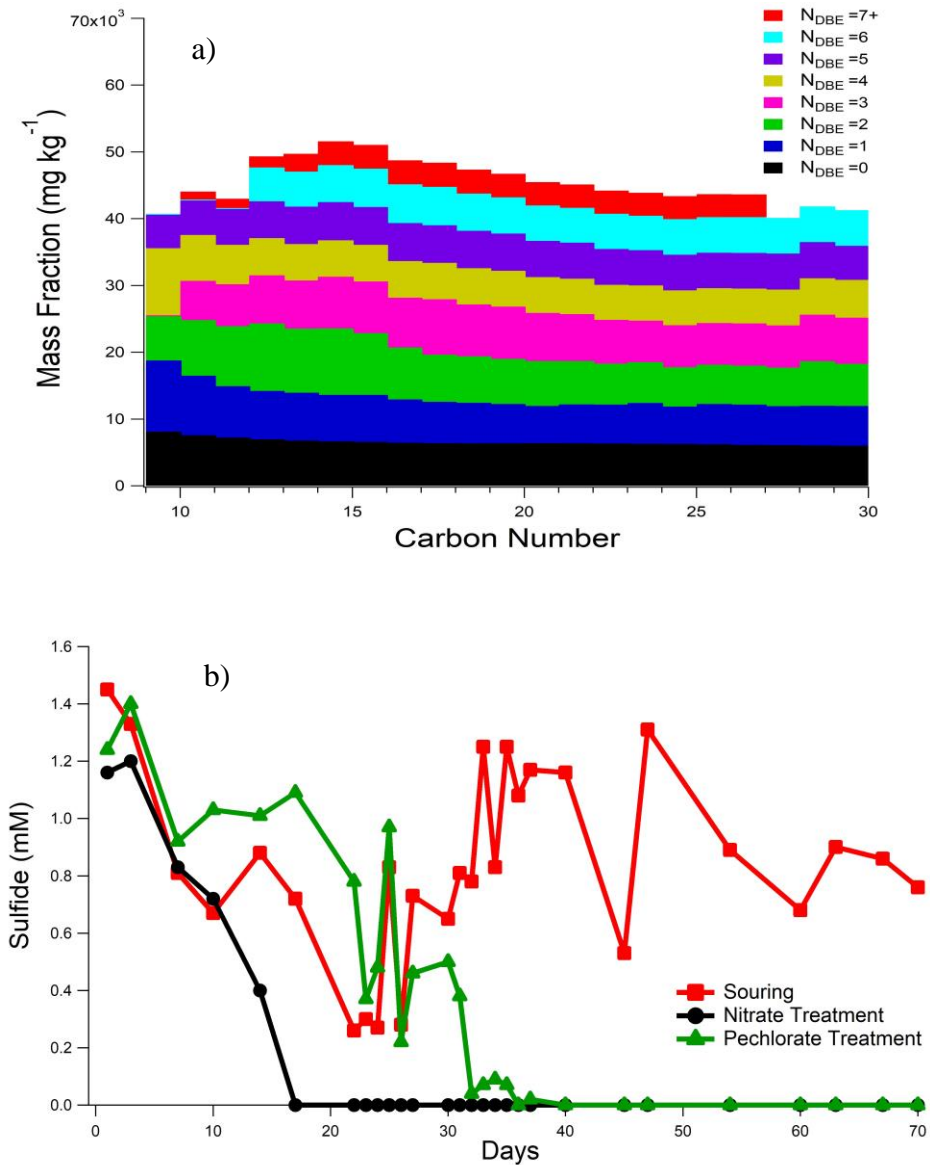 70x10³
60
50
40
30
20
10
0
Mass Fraction (mg kg⁻¹)
a)
N_DBE =7+
N_DBE =6
N_DBE =5
N_DBE =4
N_DBE =3
N_DBE =2
N_DBE =1
N_DBE =0
10 15 20 25 30
Carbon Number
1.6
1.4
1.2
1.0
0.8
0.6
0.4
0.2
0.0
Sulfide (mM)
b)
Souring
Nitrate Treatment
Pechlorate Treatment
0 10 20 30 40 50 60 70
Days